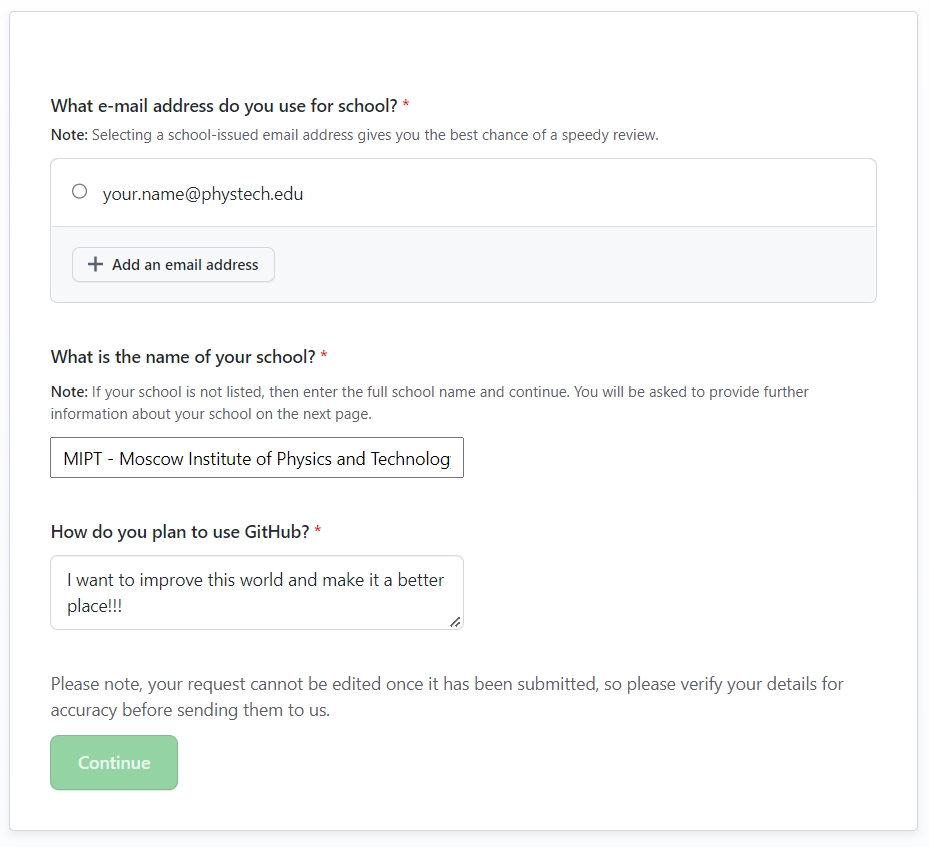 What e-mail address do you use for school? *
Note: Selecting a school-issued email address gives you the best chance of a speedy review.
your.name@phystech.edu
Add an email address
What is the name of your school? *
Note: If your school is not listed, then enter the full school name and continue. You will be asked to provide further
information about your school on the next page.
MIPT - Moscow Institute of Physics and Technolog
How do you plan to use GitHub? *
I want to improve this world and make it a better
place!!!
Please note, your request cannot be edited once it has been submitted, so please verify your details for
accuracy before sending them to us.
Continue